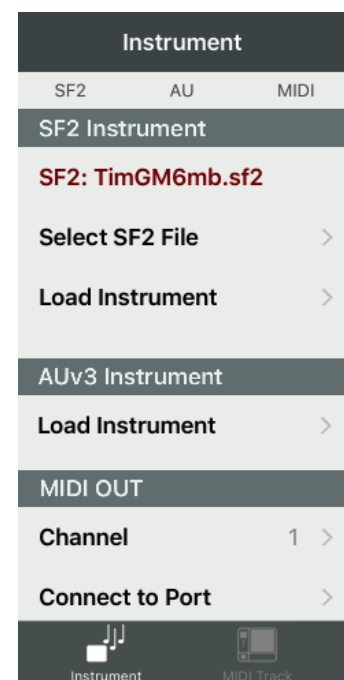 Instrument
SF2 AU MIDI
SF2 Instrument
SF2: TimGM6mb.sf2
Select SF2 File
Load Instrument
AUv3 Instrument
Load Instrument
MIDI OUT
Channel 1
Connect to Port
Instrument MIDI Track